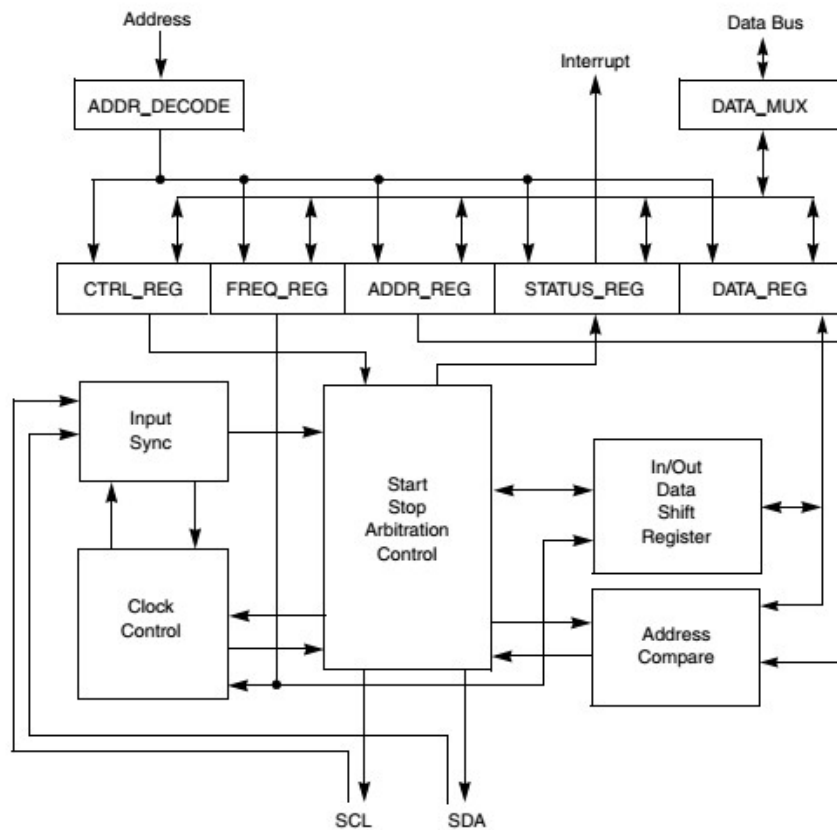 Address
Data Bus
Interrupt
ADDR_DECODE
DATA_MUX
CTRL_REG
FREQ_REG
ADDR_REG
STATUS_REG
DATA_REG
Input
Sync
Start
Stop
Arbitration
Control
In/Out
Data
Shift
Register
Clock
Control
Address
Compare
SCL
SDA